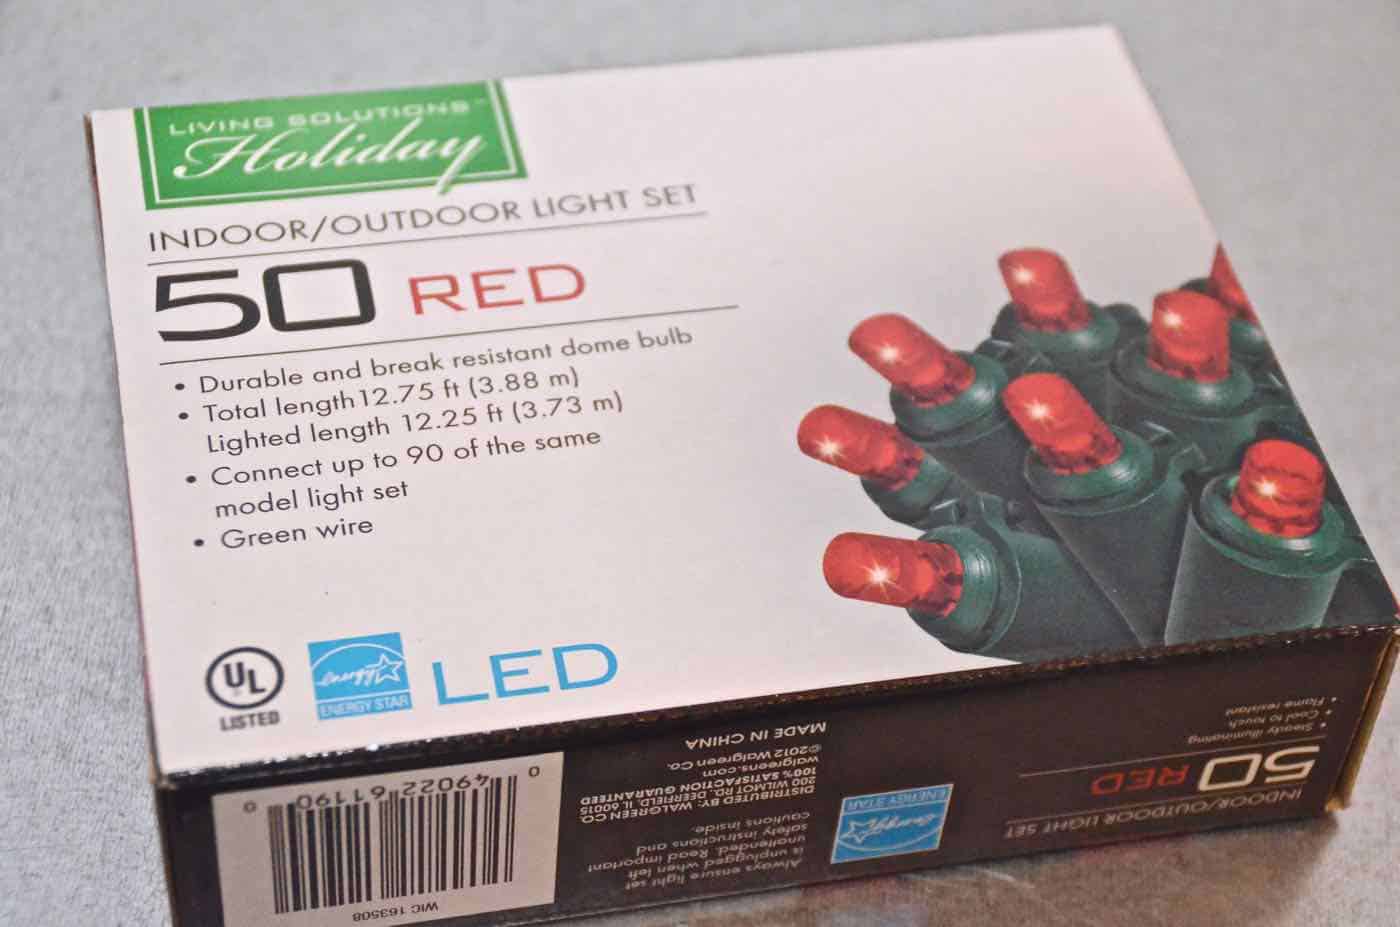 LIVING SOLUTIONS™
Holiday
INDOOR/OUTDOOR LIGHT SET
50 RED
• Durable and break resistant dome bulb
• Total length 12.75 ft (3.88 m)
Lighted length 12.25 ft (3.73 m)
• Connect up to 90 of the same
model light set
• Green wire
UL
LISTED
energy
ENERGY STAR
LED
INDOOR/OUTDOOR LIGHT SET
50 RED
• Steady illuminating
• Cool to touch
• Flame resistant
energy
ENERGY STAR
Always ensure light set
is unplugged when left
unattended. Read important
safety instructions and
cautions inside.
DISTRIBUTED BY: WALGREEN CO.
200 WILMOT RD., DEERFIELD, IL 60015
100% SATISFACTION GUARANTEED
walgreens.com
©2012 Walgreen Co.
MADE IN CHINA
WIC 163508
0 49022 61190 0